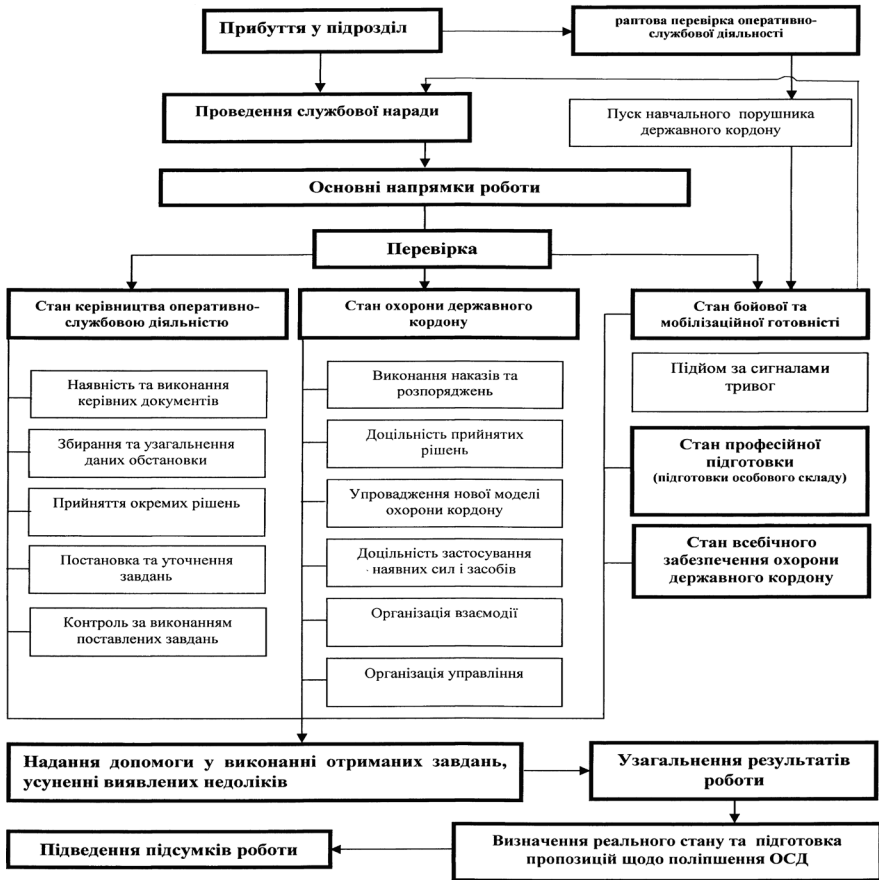 Прибуття у підрозділ
раптова перевірка оперативно-
службової діяльності
Проведення службової наради
Пуск навчального порушника
державного кордону
Основні напрямки роботи
Перевірка
Стан керівництва оперативно-
службовою діяльністю
Стан охорони державного
кордону
Стан бойової та
мобілізаційної готовністі
Наявність та виконання
керівних документів
Збирання та узагальнення
даних обстановки
Прийняття окремих рішень
Постановка та уточнення
завдань
Контроль за виконанням
поставлених завдань
Виконання наказів та
розпоряджень
Доцільність прийнятих
рішень
Упровадження нової моделі
охорони кордону
Доцільність застосування
наявних сил і засобів
Організація взаємодії
Організація управління
Підйом за сигналами
тривог
Стан професійної
підготовки
(підготовки особового складу)
Стан всебічного
забезпечення охорони
державного кордону
Надання допомоги у виконанні отриманих завдань,
усуненні виявлених недоліків
Узагальнення результатів
роботи
Визначення реального стану та підготовка
пропозицій щодо поліпшення ОСД
Підведення підсумків роботи